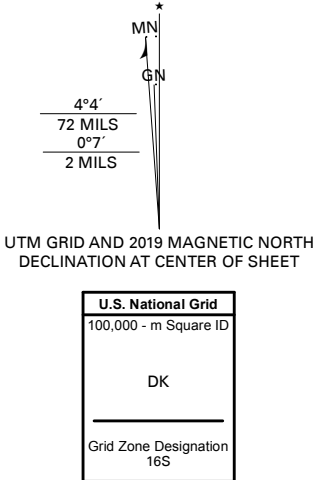 MN
GN
4°4´
72 MILS
0°7´
2 MILS
UTM GRID AND 2019 MAGNETIC NORTH
DECLINATION AT CENTER OF SHEET
U.S. National Grid
100,000 - m Square ID
DK
Grid Zone Designation
16S